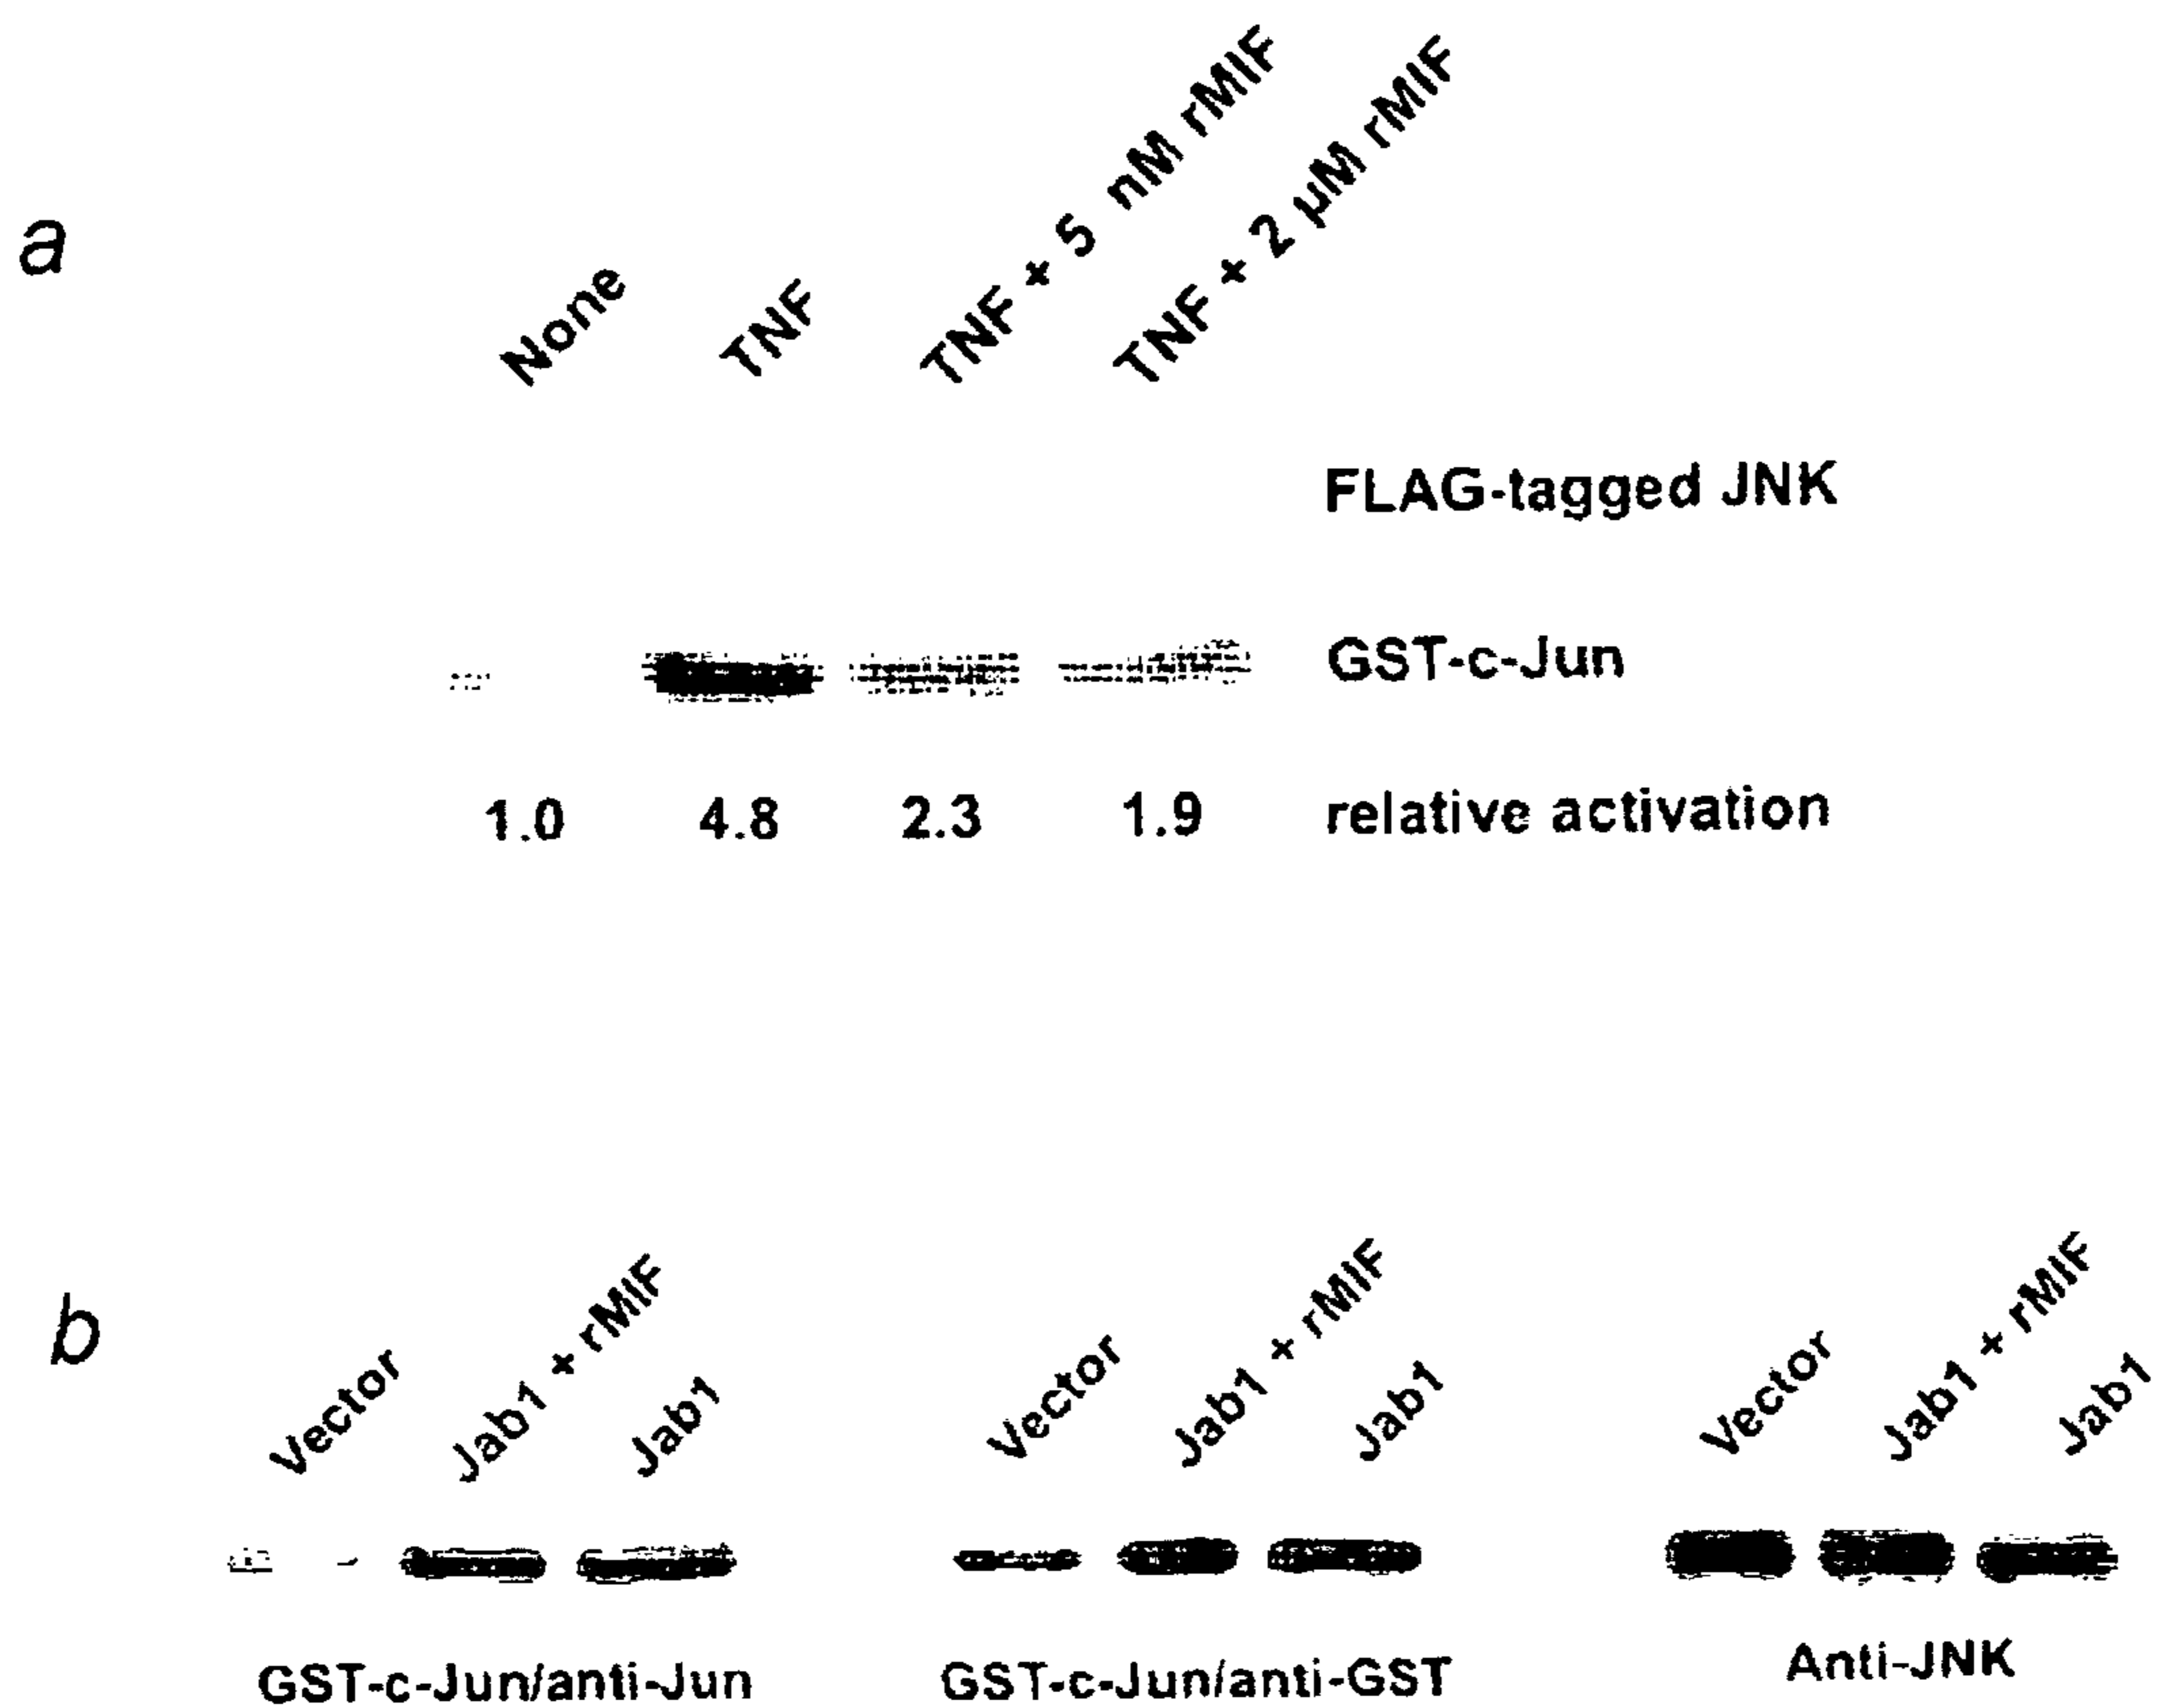 a
None
TNF
TNF + 5 nM rMIF
TNF + 2 µM rMIF
FLAG-tagged JNK
GST-c-Jun
1.0 4.8 2.3 1.9 relative activation
b
Vector
Jab1 + rMIF
Jab1
Vector
Jab1 + rMIF
Jab1
Vector
Jab1 + rMIF
Jab1
GST-c-Jun/anti-Jun
GST-c-Jun/anti-GST
Anti-JNK